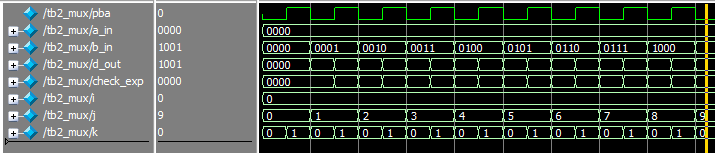 /tb2_mux/pba 0
/tb2_mux/a_in 0000 0000
/tb2_mux/b_in 1001 0000 0001 0010 0011 0100 0101 0110 0111 1000
/tb2_mux/d_out 1001 0000
/tb2_mux/check_exp 0000 0000
/tb2_mux/i 0 0
/tb2_mux/j 9 0 1 2 3 4 5 6 7 8 9
/tb2_mux/k 0 0 1 0 1 0 1 0 1 0 1 0 1 0 1 0 1 0 1 0